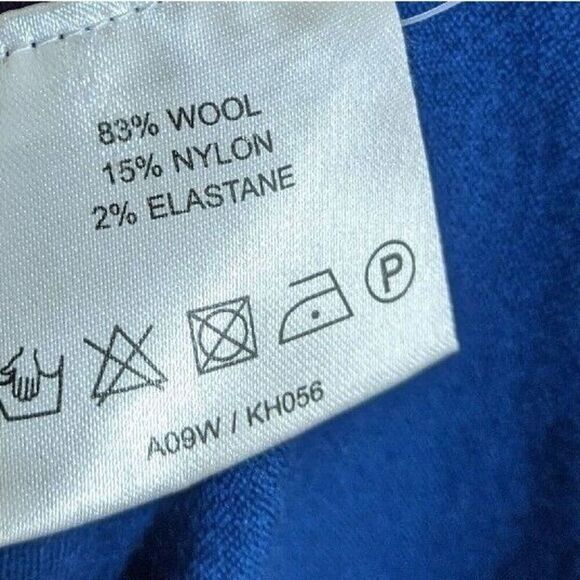 83% WOOL
15% NYLON
2% ELASTANE
P
A09W / KH056